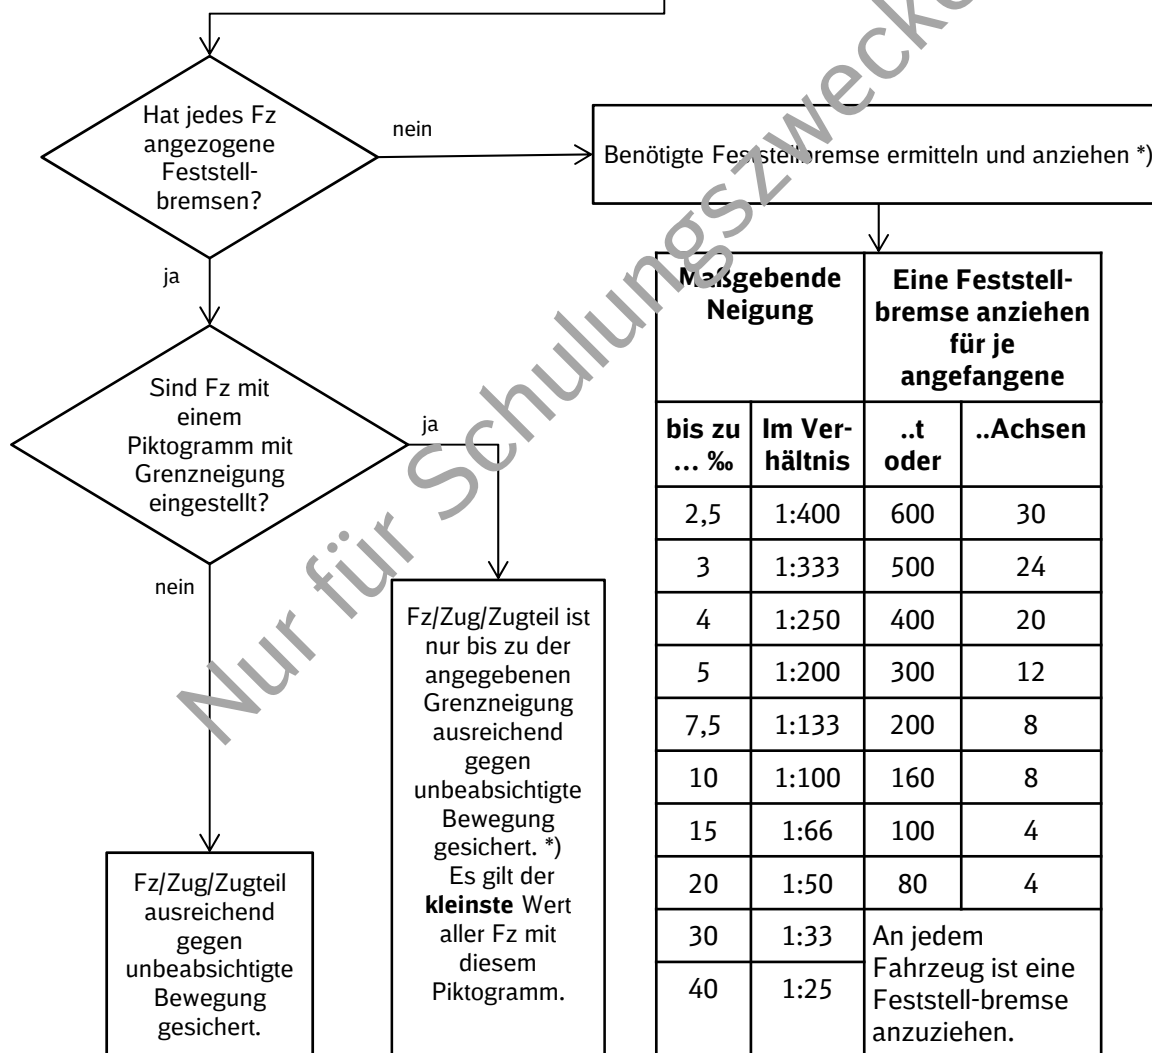 Hat jedes Fz
angezogene
Feststell-
bremsen?
nein
Benötigte Feststellbremse ermitteln und anziehen *)
ja
Sind Fz mit
einem
Piktogramm mit
Grenzneigung
eingestellt?
ja
nein
Fz/Zug/Zugteil ist
nur bis zu der
angegebenen
Grenzneigung
ausreichend
gegen
unbeabsichtigte
Bewegung
gesichert. *)
Es gilt der
kleinste Wert
aller Fz mit
diesem
Piktogramm.
Fz/Zug/Zugteil
ausreichend
gegen
unbeabsichtigte
Bewegung
gesichert.
Maßgebende
Neigung
Eine Feststell-
bremse anziehen
für je
angefangene
bis zu
... ‰
Im Ver-
hältnis
..t
oder
..Achsen
2,5 1:400 600 30
3 1:333 500 24
4 1:250 400 20
5 1:200 300 12
7,5 1:133 200 8
10 1:100 160 8
15 1:66 100 4
20 1:50 80 4
30 1:33
40 1:25
An jedem
Fahrzeug ist eine
Feststell-bremse
anzuziehen.
Nur für Schulungszwecke